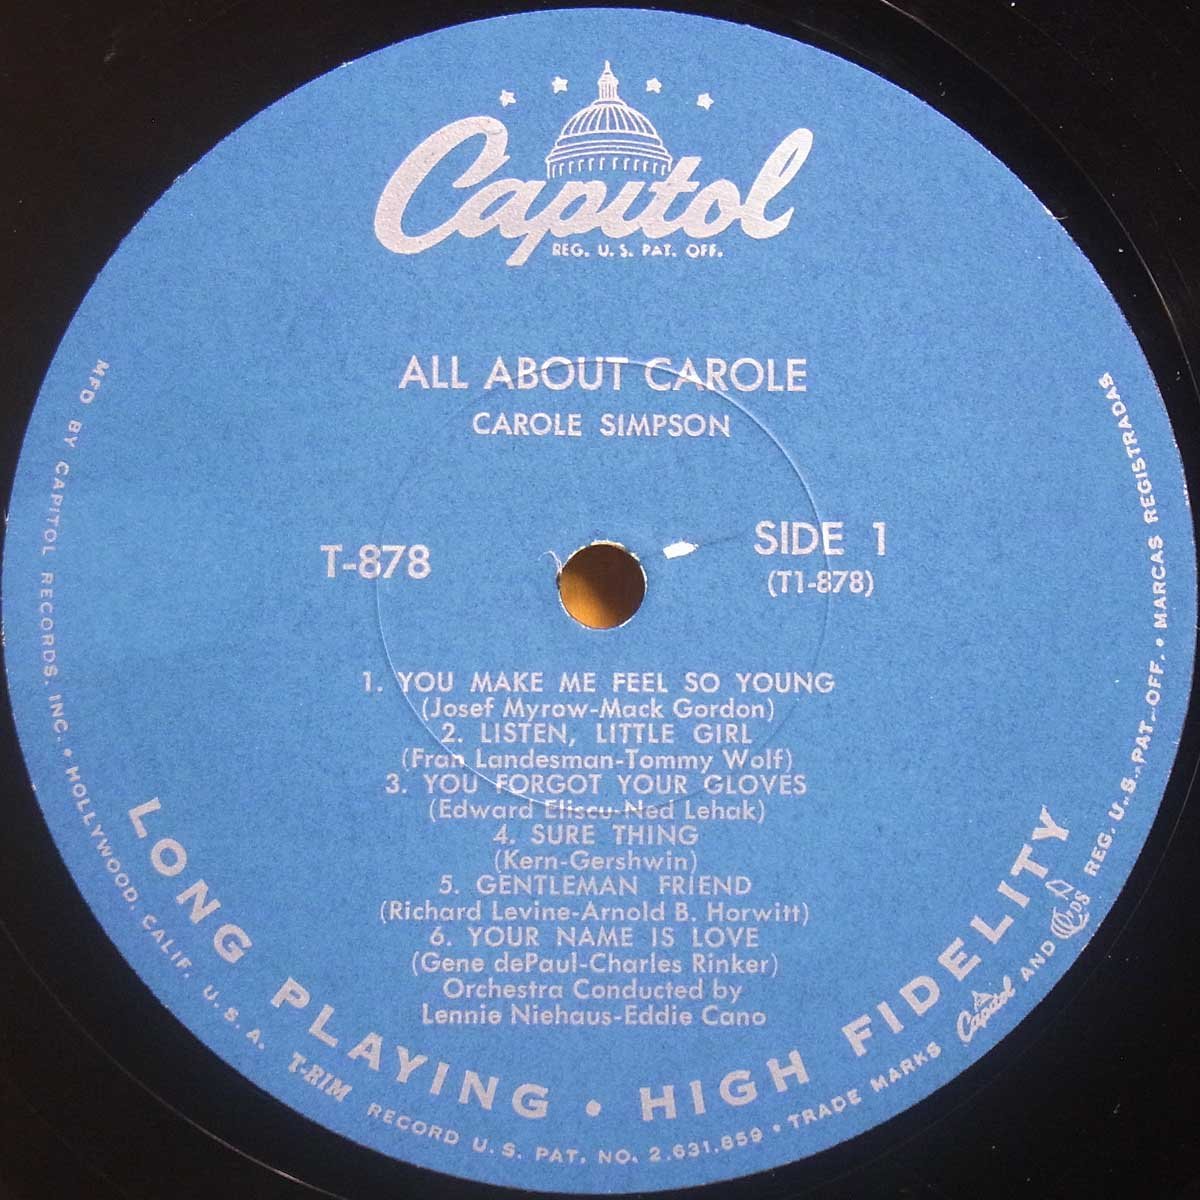 Capitol
REG. U.S. PAT. OFF.
ALL ABOUT CAROLE
CAROLE SIMPSON
T-878
SIDE 1
(T1-878)
1. YOU MAKE ME FEEL SO YOUNG
(Josef Myrow-Mack Gordon)
2. LISTEN, LITTLE GIRL
(Fran Landesman-Tommy Wolf)
3. YOU FORGOT YOUR GLOVES
(Edward Eliscu-Ned Lehak)
4. SURE THING
(Kern-Gershwin)
5. GENTLEMAN FRIEND
(Richard Levine-Arnold B. Horwitt)
6. YOUR NAME IS LOVE
(Gene dePaul-Charles Rinker)
Orchestra Conducted by
Lennie Niehaus-Eddie Cano
LONG PLAYING • HIGH FIDELITY
MFD BY CAPITOL RECORDS, INC. • HOLLYWOOD, CALIF. U.S.A. T-RIM RECORD U.S. PAT. NO. 2,631,859 • TRADE MARKS Capitol AND REG. U.S. PAT. OFF. • MARCAS REGISTRADAS